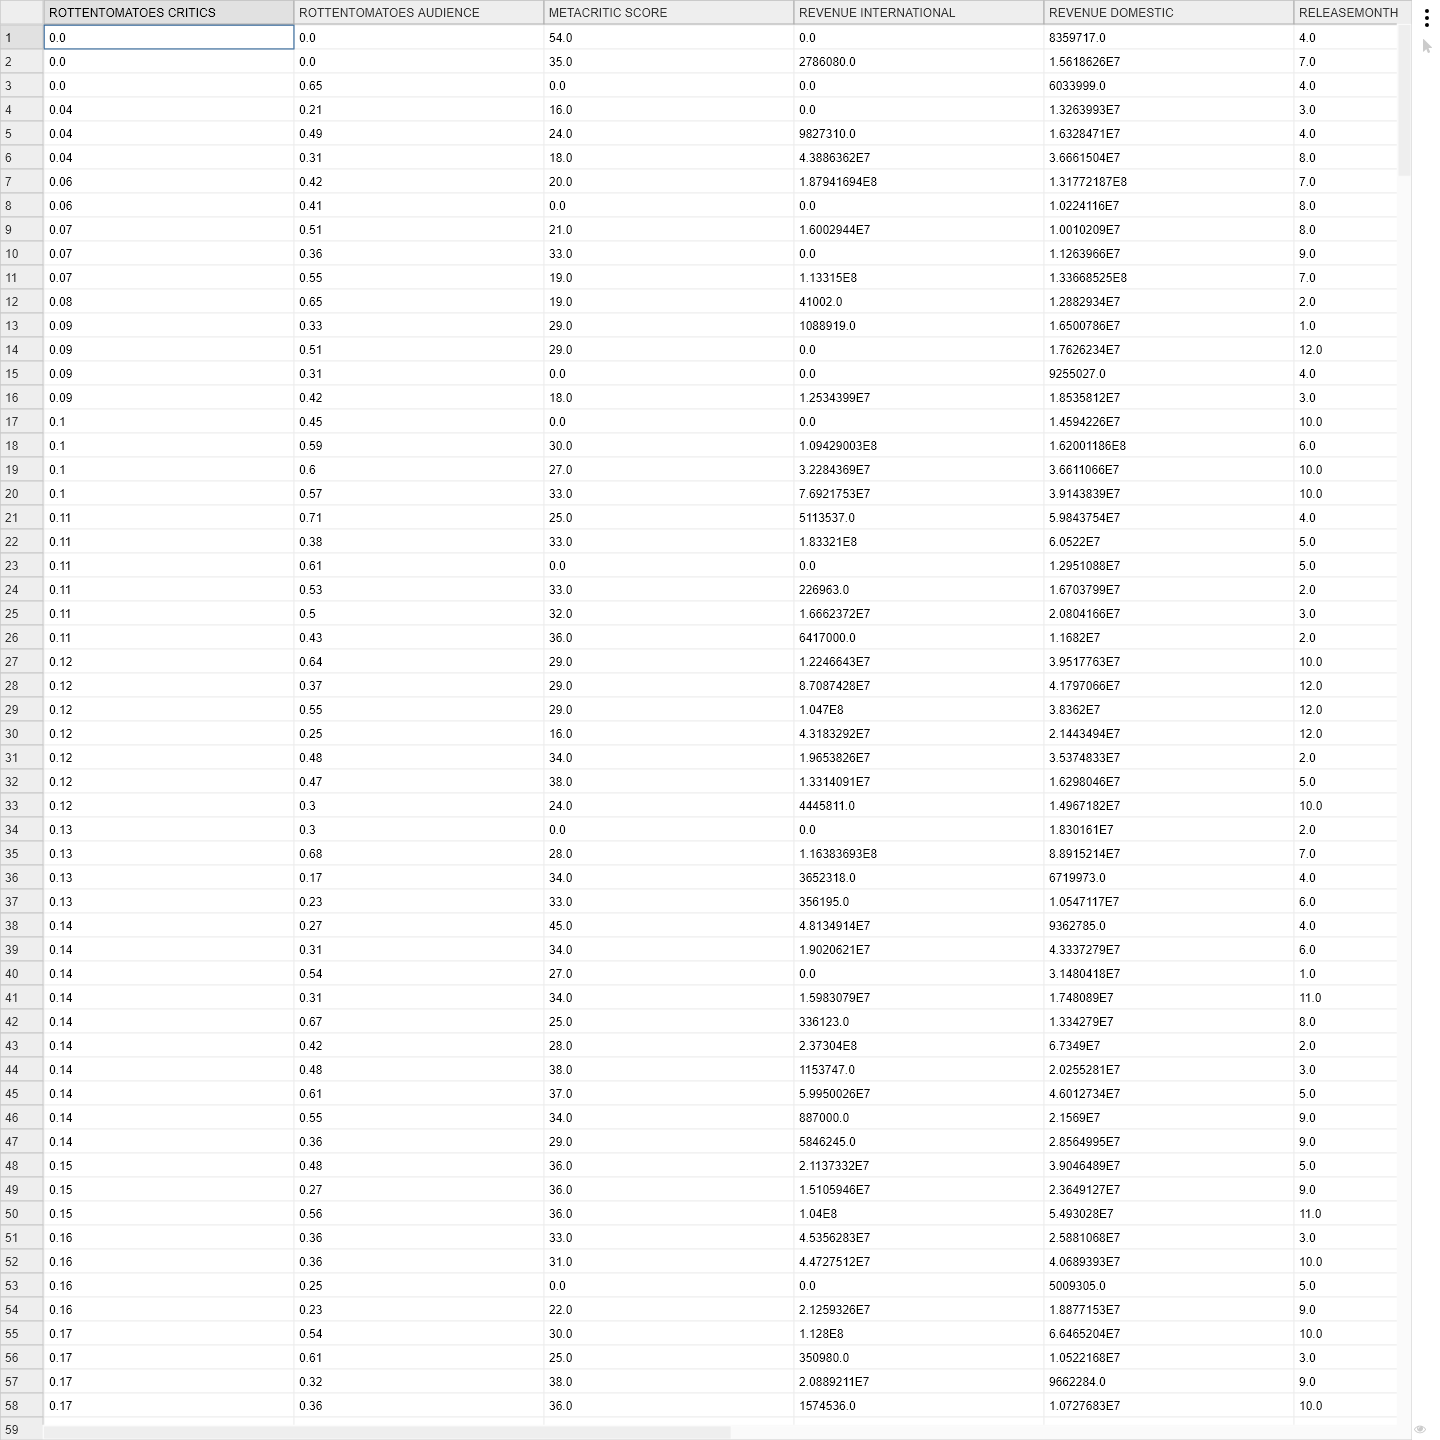 ROTTENTOMATOES CRITICS ROTTENTOMATOES AUDIENCE METACRITIC SCORE REVENUE INTERNATIONAL REVENUE DOMESTIC RELEASEMONTH
1 0.0 0.0 54.0 0.0 8359717.0 4.0
2 0.0 0.0 35.0 2786080.0 1.5618626E7 7.0
3 0.0 0.65 0.0 0.0 6033999.0 4.0
4 0.04 0.21 16.0 0.0 1.3263993E7 3.0
5 0.04 0.49 24.0 9827310.0 1.6328471E7 4.0
6 0.04 0.31 18.0 4.3886362E7 3.6661504E7 8.0
7 0.06 0.42 20.0 1.87941694E8 1.31772187E8 7.0
8 0.06 0.41 0.0 0.0 1.0224116E7 8.0
9 0.07 0.51 21.0 1.6002944E7 1.0010209E7 8.0
10 0.07 0.36 33.0 0.0 1.1263966E7 9.0
11 0.07 0.55 19.0 1.13315E8 1.33668525E8 7.0
12 0.08 0.65 19.0 41002.0 1.2882934E7 2.0
13 0.09 0.33 29.0 1088919.0 1.6500786E7 1.0
14 0.09 0.51 29.0 0.0 1.7626234E7 12.0
15 0.09 0.31 0.0 0.0 9255027.0 4.0
16 0.09 0.42 18.0 1.2534399E7 1.8535812E7 3.0
17 0.1 0.45 0.0 0.0 1.4594226E7 10.0
18 0.1 0.59 30.0 1.09429003E8 1.62001186E8 6.0
19 0.1 0.6 27.0 3.2284369E7 3.6611066E7 10.0
20 0.1 0.57 33.0 7.6921753E7 3.9143839E7 10.0
21 0.11 0.71 25.0 5113537.0 5.9843754E7 4.0
22 0.11 0.38 33.0 1.83321E8 6.0522E7 5.0
23 0.11 0.61 0.0 0.0 1.2951088E7 5.0
24 0.11 0.53 33.0 226963.0 1.6703799E7 2.0
25 0.11 0.5 32.0 1.6662372E7 2.0804166E7 3.0
26 0.11 0.43 36.0 6417000.0 1.1682E7 2.0
27 0.12 0.64 29.0 1.2246643E7 3.9517763E7 10.0
28 0.12 0.37 29.0 8.7087428E7 4.1797066E7 12.0
29 0.12 0.55 29.0 1.047E8 3.8362E7 12.0
30 0.12 0.25 16.0 4.3183292E7 2.1443494E7 12.0
31 0.12 0.48 34.0 1.9653826E7 3.5374833E7 2.0
32 0.12 0.47 38.0 1.3314091E7 1.6298046E7 5.0
33 0.12 0.3 24.0 4445811.0 1.4967182E7 10.0
34 0.13 0.3 0.0 0.0 1.830161E7 2.0
35 0.13 0.68 28.0 1.16383693E8 8.8915214E7 7.0
36 0.13 0.17 34.0 3652318.0 6719973.0 4.0
37 0.13 0.23 33.0 356195.0 1.0547117E7 6.0
38 0.14 0.27 45.0 4.8134914E7 9362785.0 4.0
39 0.14 0.31 34.0 1.9020621E7 4.3337279E7 6.0
40 0.14 0.54 27.0 0.0 3.1480418E7 1.0
41 0.14 0.31 34.0 1.5983079E7 1.748089E7 11.0
42 0.14 0.67 25.0 336123.0 1.334279E7 8.0
43 0.14 0.42 28.0 2.37304E8 6.7349E7 2.0
44 0.14 0.48 38.0 1153747.0 2.0255281E7 3.0
45 0.14 0.61 37.0 5.9950026E7 4.6012734E7 5.0
46 0.14 0.55 34.0 887000.0 2.1569E7 9.0
47 0.14 0.36 29.0 5846245.0 2.8564995E7 9.0
48 0.15 0.48 36.0 2.1137332E7 3.9046489E7 5.0
49 0.15 0.27 36.0 1.5105946E7 2.3649127E7 9.0
50 0.15 0.56 36.0 1.04E8 5.493028E7 11.0
51 0.16 0.36 33.0 4.5356283E7 2.5881068E7 3.0
52 0.16 0.36 31.0 4.4727512E7 4.0689393E7 10.0
53 0.16 0.25 0.0 0.0 5009305.0 5.0
54 0.16 0.23 22.0 2.1259326E7 1.8877153E7 9.0
55 0.17 0.54 30.0 1.128E8 6.6465204E7 10.0
56 0.17 0.61 25.0 350980.0 1.0522168E7 3.0
57 0.17 0.32 38.0 2.0889211E7 9662284.0 9.0
58 0.17 0.36 36.0 1574536.0 1.0727683E7 10.0
59